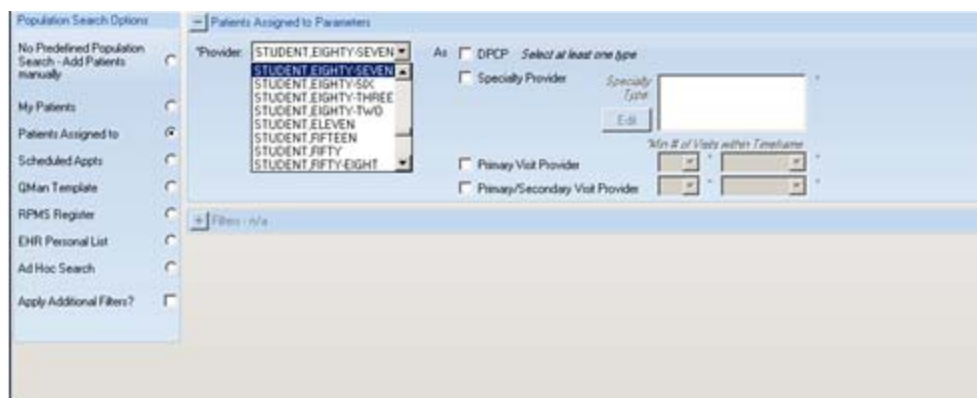 Population Search Options
No Predefined Population
Search - Add Patients
manually
My Patients
Patients Assigned to
Scheduled Appts
QMan Template
RPMS Register
EHR Personal List
Ad Hoc Search
Apply Additional Filters?
Patients Assigned to Parameters
*Provider: STUDENT,EIGHTY-SEVEN
STUDENT,EIGHTY-SEVEN
STUDENT,EIGHTY-SIX
STUDENT,EIGHTY-THREE
STUDENT,EIGHTY-TWO
STUDENT,ELEVEN
STUDENT,FIFTEEN
STUDENT,FIFTY
STUDENT,FIFTY-EIGHT
As DPCP Select at least one type
Specialty Provider
Specialty
Type
*
Edit
*Min # of Visits within Timeframe
Primary Visit Provider * *
Primary/Secondary Visit Provider * *
Filters - n/a